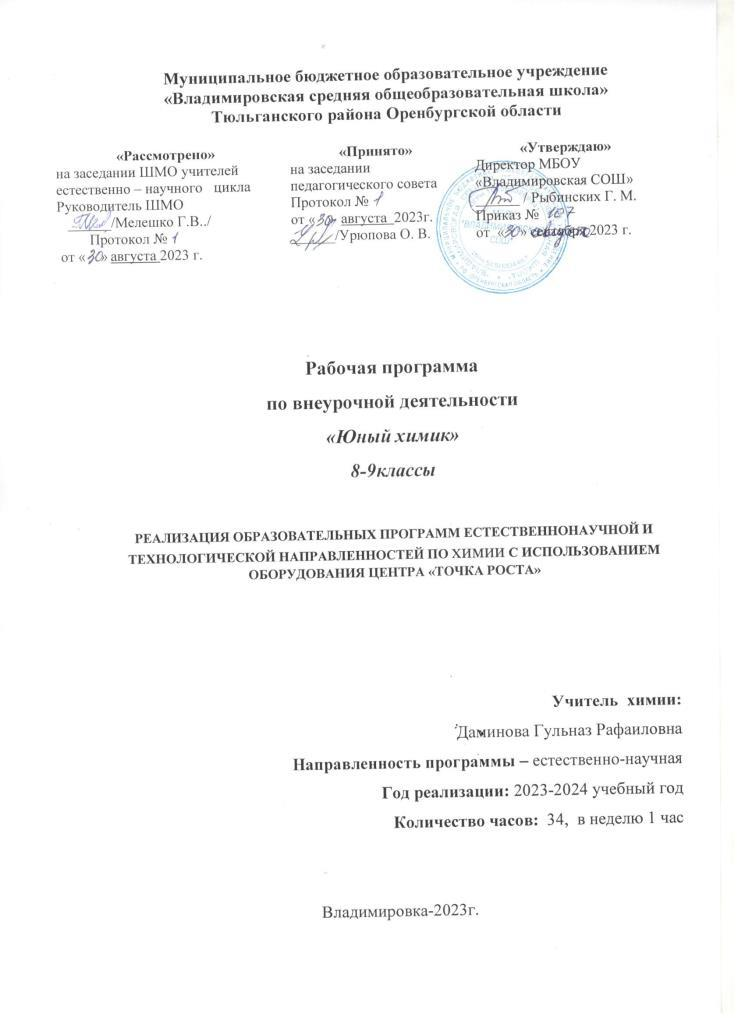 Муниципальное бюджетное образовательное учреждение
«Владимировская средняя общеобразовательная школа»
Тюльганского района Оренбургской области
«Рассмотрено»
на заседании ШМО учителей
естественно – научного цикла
Руководитель ШМО
/Мелешко Г.В../
Протокол № 1
от «30» августа 2023 г.
«Принято»
на заседании
педагогического совета
Протокол № 1
от «30» августа 2023г.
/Урюпова О. В.
«Утверждаю»
Директор МБОУ
«Владимировская СОШ»
/ Рыбинских Г. М.
Приказ № 107
от «30» 2023 г.
Рабочая программа
по внеурочной деятельности
«Юный химик»
8-9классы
РЕАЛИЗАЦИЯ ОБРАЗОВАТЕЛЬНЫХ ПРОГРАММ ЕСТЕСТВЕННОНАУЧНОЙ И
ТЕХНОЛОГИЧЕСКОЙ НАПРАВЛЕННОСТЕЙ ПО ХИМИИ С ИСПОЛЬЗОВАНИЕМ
ОБОРУДОВАНИЯ ЦЕНТРА «ТОЧКА РОСТА»
Учитель химии:
Даминова Гульназ Рафаиловна
Направленность программы – естественно-научная
Год реализации: 2023-2024 учебный год
Количество часов: 34, в неделю 1 час
Владимировка-2023г.